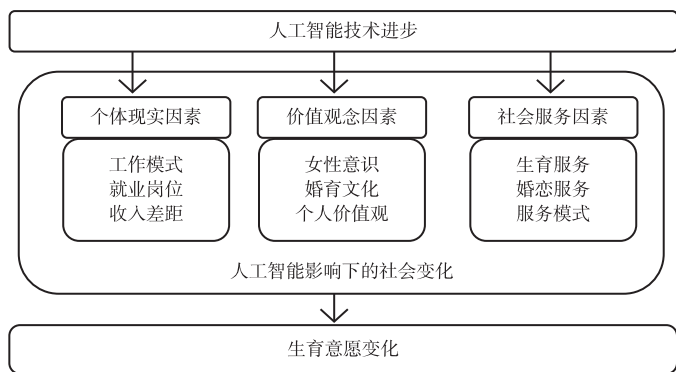 人工智能技术进步
个体现实因素
价值观念因素
社会服务因素
工作模式
就业岗位
收入差距
女性意识
婚育文化
个人价值观
生育服务
婚恋服务
服务模式
人工智能影响下的社会变化
生育意愿变化